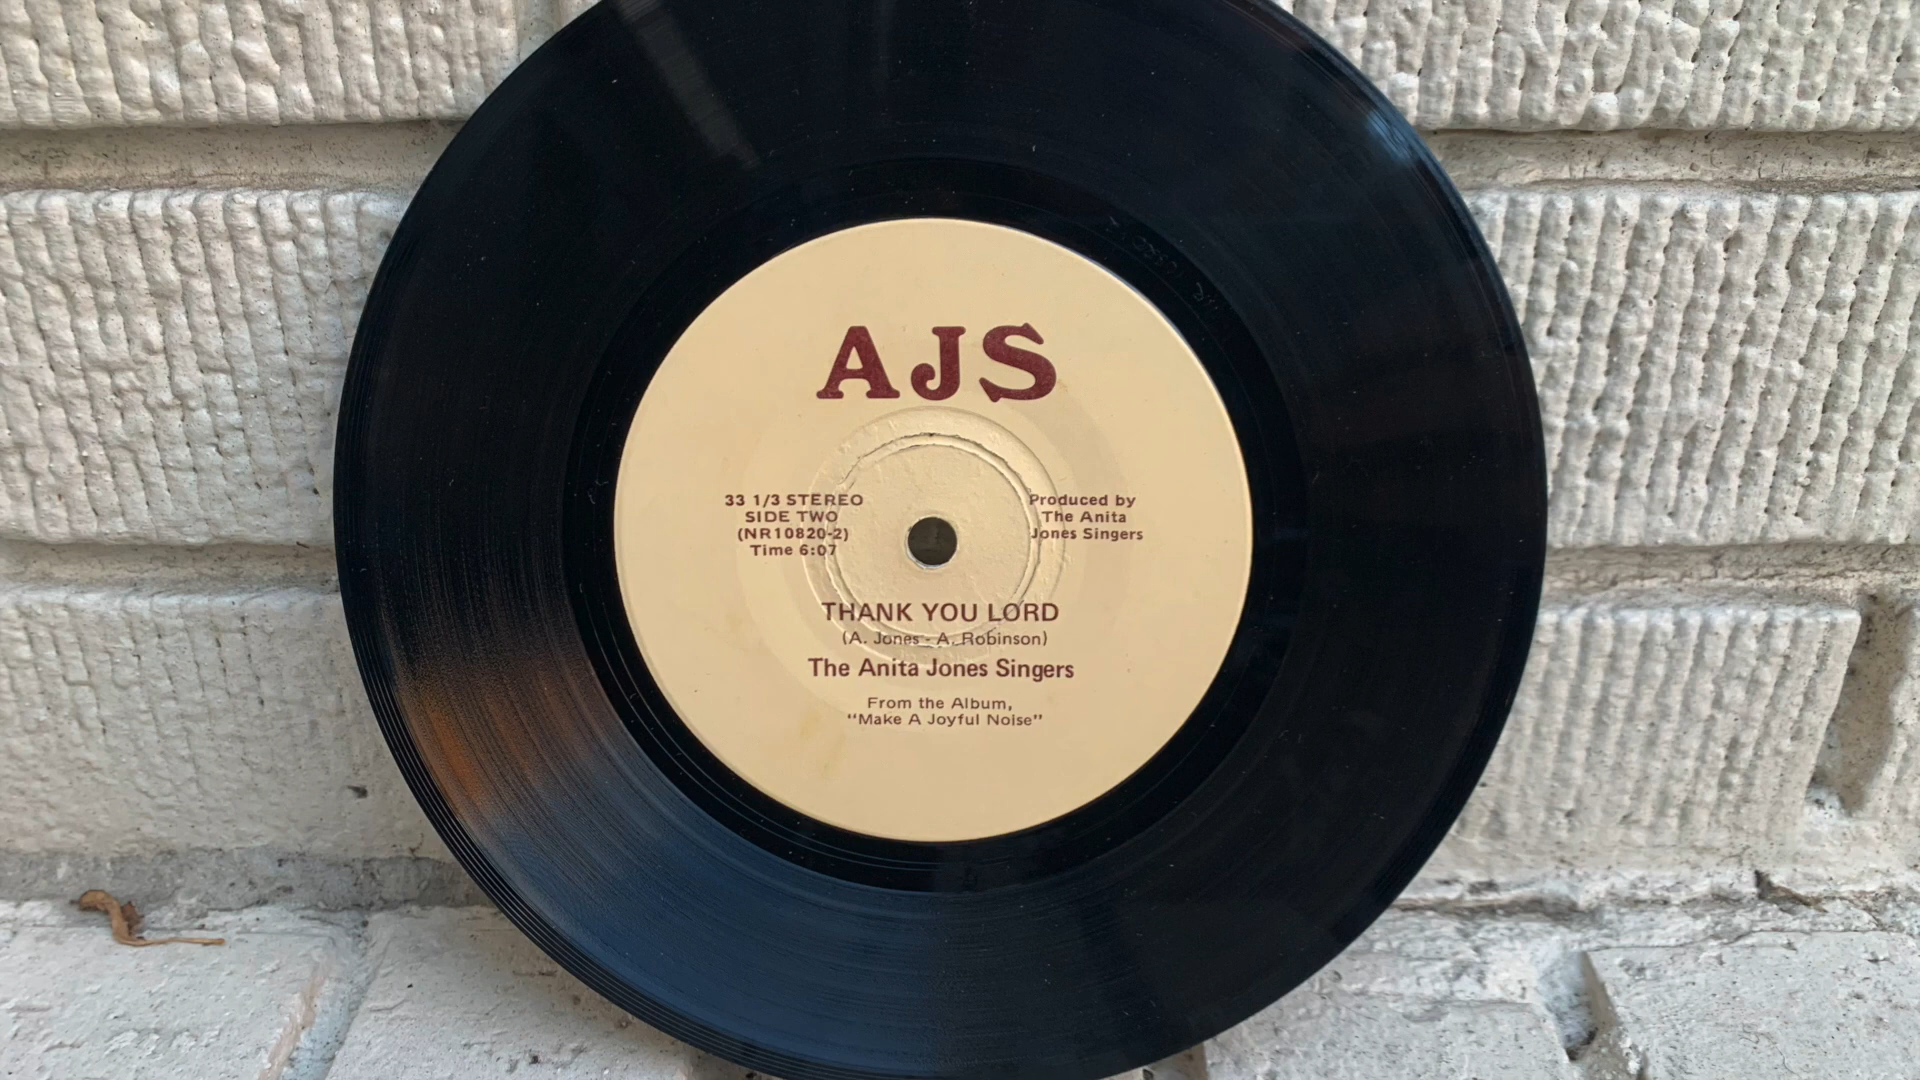 AJS
33 1/3 STEREO
SIDE TWO
(NR10820-2)
Time 6:07
Produced by
The Anita
Jones Singers
THANK YOU LORD
(A. Jones - A. Robinson)
The Anita Jones Singers
From the Album,
“Make A Joyful Noise”